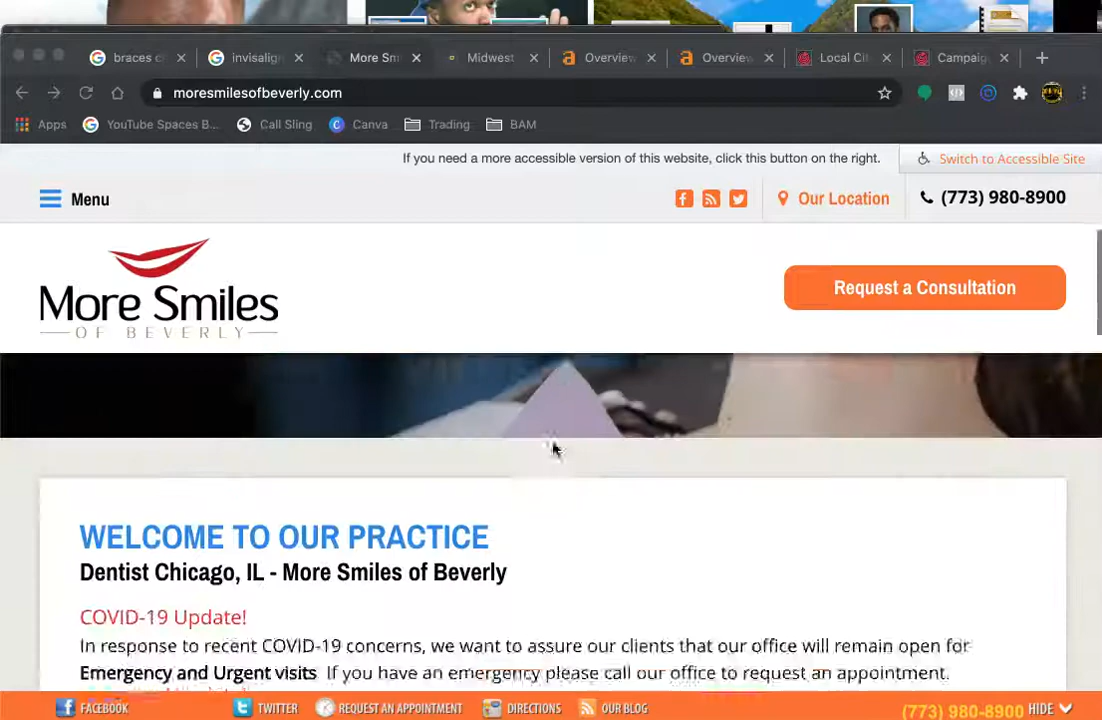 braces c
invisalig
More Sm
Midwest
Overview
Overview
Local Cit
Campaig
moresmilesofbeverly.com
Apps
YouTube Spaces B...
Call Sling
Canva
Trading
BAM
If you need a more accessible version of this website, click this button on the right.
Switch to Accessible Site
Menu
Our Location
(773) 980-8900
More Smiles
OF BEVERLY
Request a Consultation
WELCOME TO OUR PRACTICE
Dentist Chicago, IL - More Smiles of Beverly
COVID-19 Update!
In response to recent COVID-19 concerns, we want to assure our clients that our office will remain open for
Emergency and Urgent visits. If you have an emergency please call our office to request an appointment.
FACEBOOK
TWITTER
REQUEST AN APPOINTMENT
DIRECTIONS
OUR BLOG
(773) 980-8900
HIDE